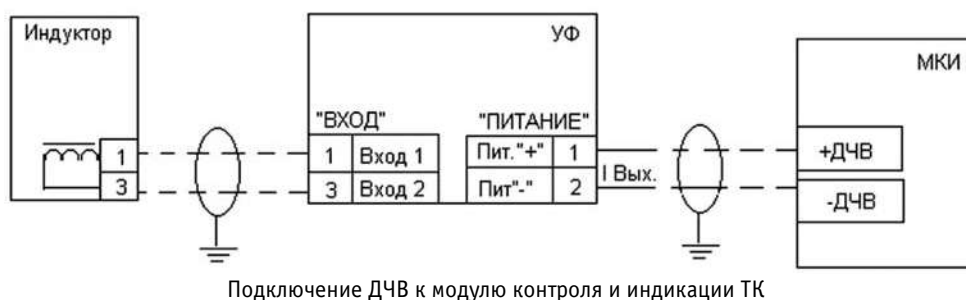 Индуктор
1
3
УФ
"ВХОД"
1 Вход 1
3 Вход 2
"ПИТАНИЕ"
Пит."+" 1
Пит"-" 2
I Вых.
МКИ
+ДЧВ
-ДЧВ
Подключение ДЧВ к модулю контроля и индикации ТК